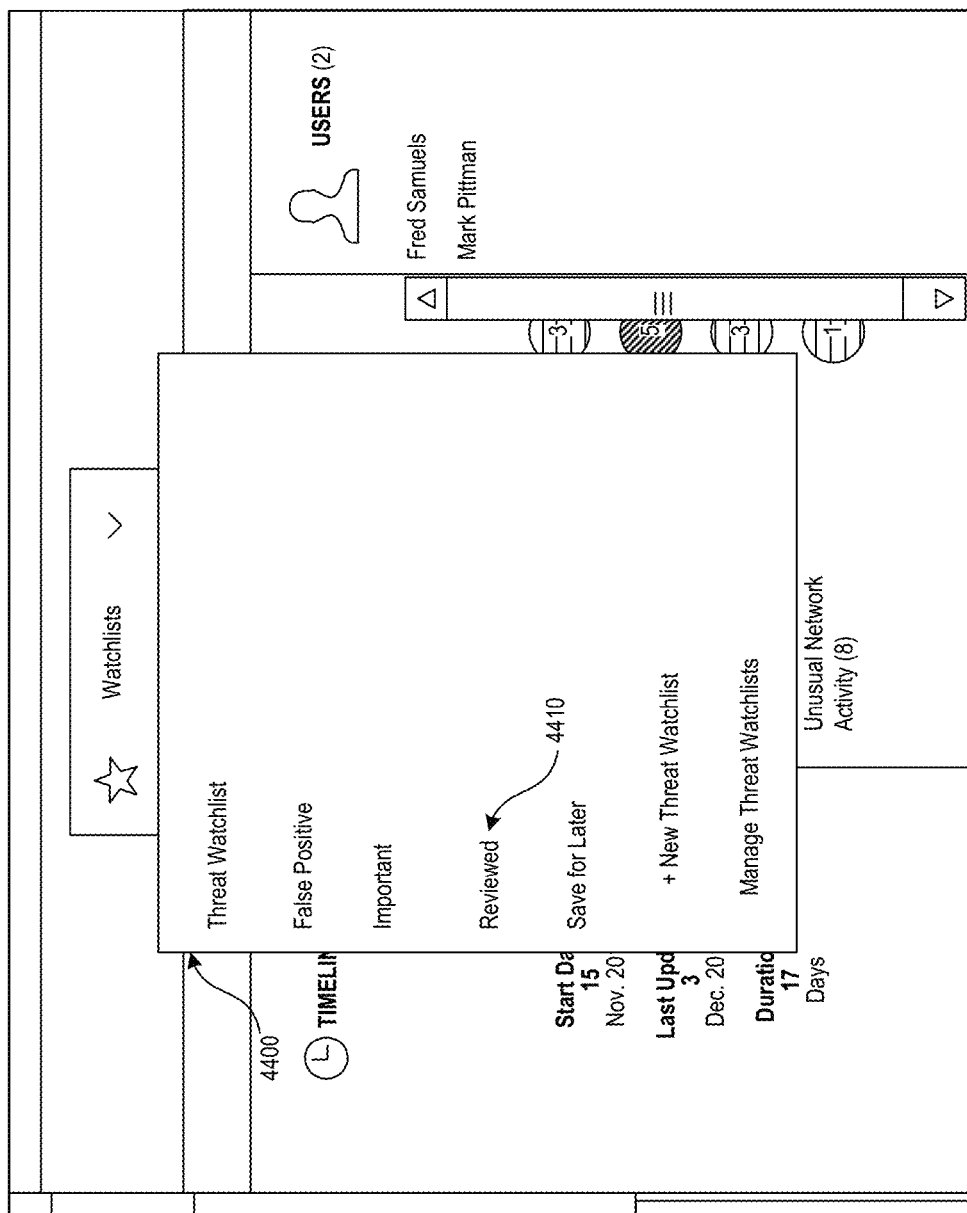 Watchlists
4400
Threat Watchlist
False Positive
Important
Reviewed
4410
Save for Later
+ New Threat Watchlist
Manage Threat Watchlists
TIMELIN
Start Da
15
Nov. 20
Last Upd
3
Dec. 20
Duratio
17
Days
Unusual Network
Activity (8)
3
5
3
1
USERS (2)
Fred Samuels
Mark Pittman